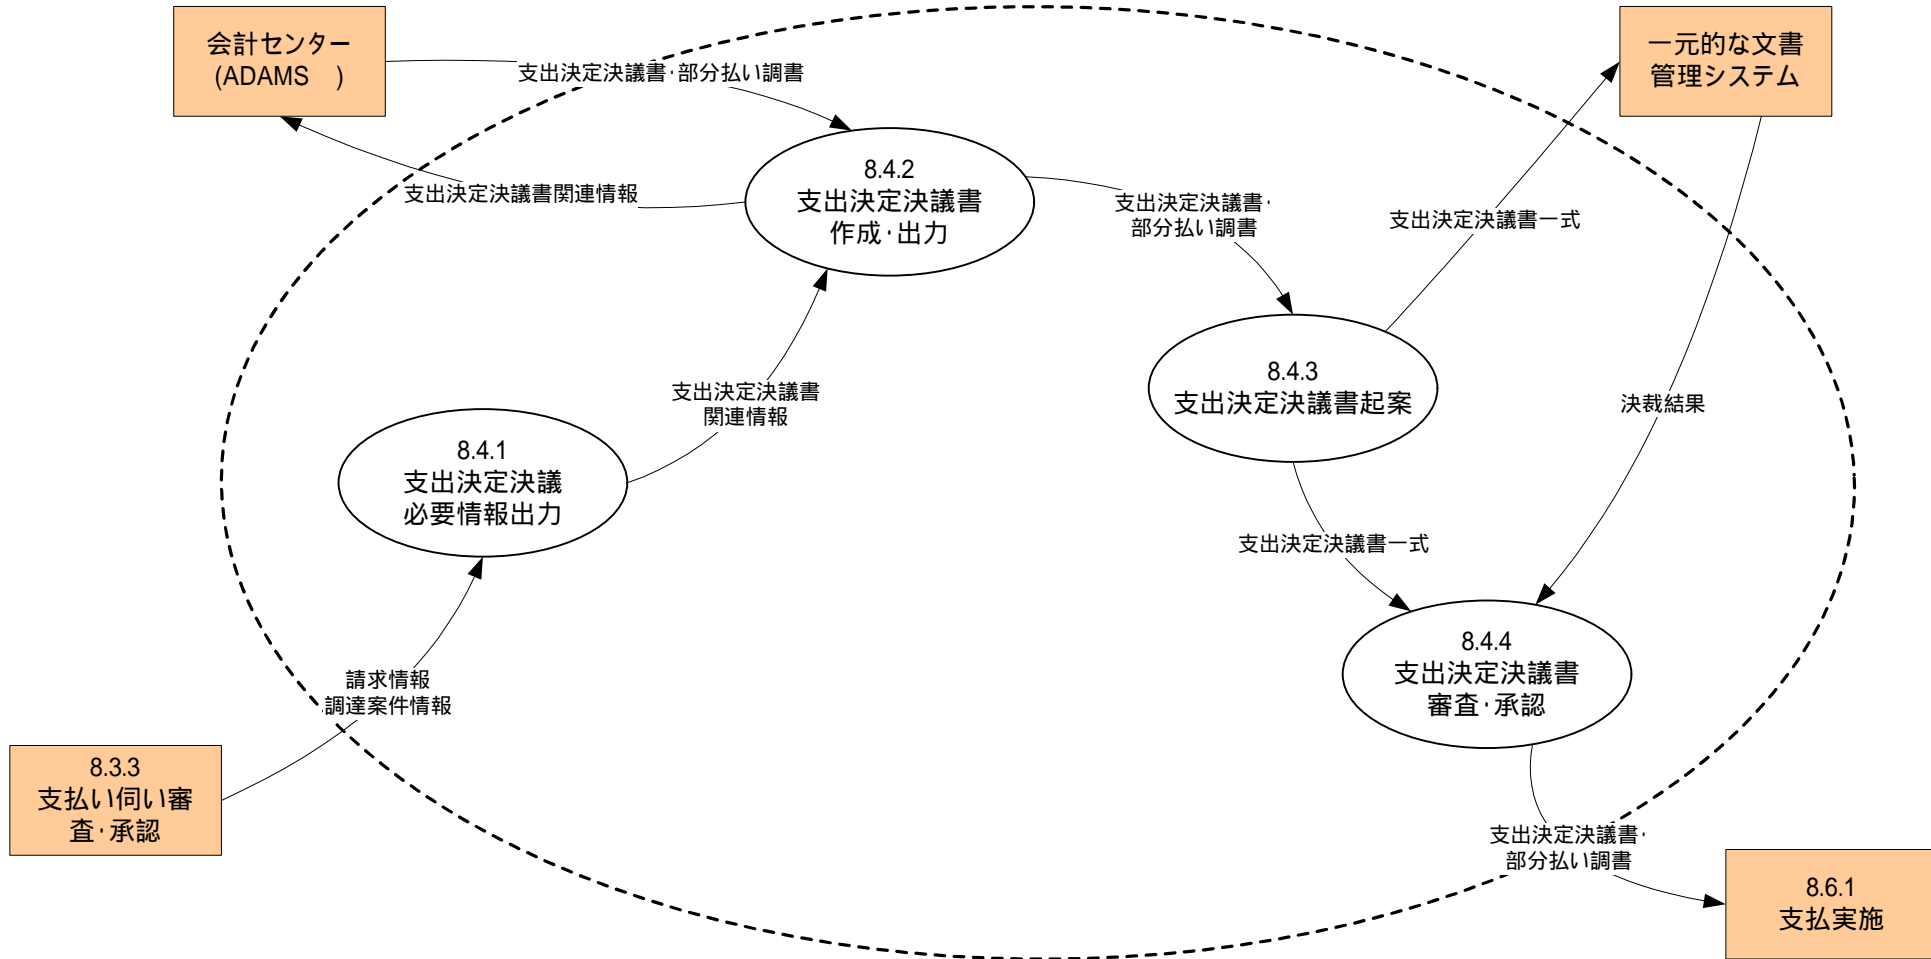 会計センター
(ADAMS )
一元的な文書
管理システム
支出決定決議書・部分払い調書
8.4.2
支出決定決議書
作成・出力
支出決定決議書関連情報
支出決定決議書・
部分払い調書
支出決定決議書一式
8.4.3
支出決定決議書起案
支出決定決議書
関連情報
決裁結果
8.4.1
支出決定決議
必要情報出力
支出決定決議書一式
8.4.4
支出決定決議書
審査・承認
請求情報
調達案件情報
8.3.3
支払い伺い審
査・承認
支出決定決議書・
部分払い調書
8.6.1
支払実施